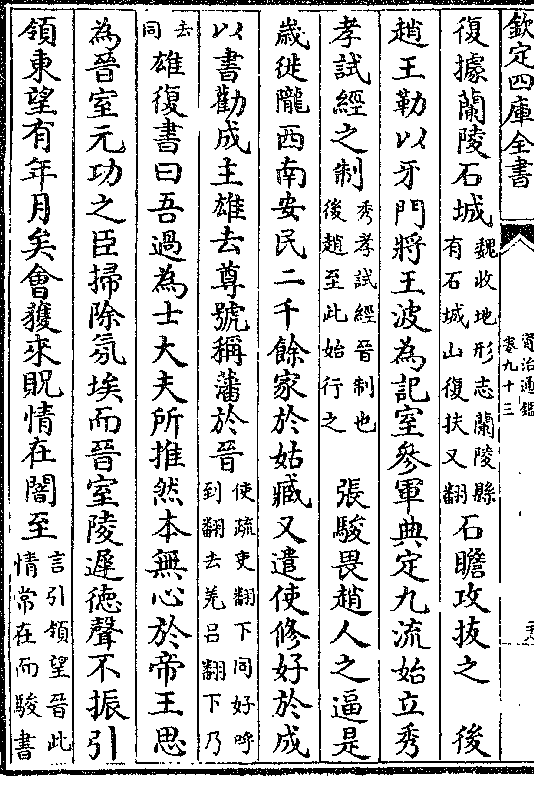 欽定四庫全書
資治通鑑
卷九十三
復據蘭陵石城魏收地形志蘭陵縣有石城山復扶又翻石瞻攻拔之　後
趙王勒以牙門將王波為記室參軍典定九流始立秀
孝試經之制秀孝試經晉制也後趙至此始行之　張駿畏趙人之逼是
歲徙隴西南安民二千餘家於姑臧又遣使修好於成
以書勸成主雄去尊號稱藩於晉使疏吏翻下同好呼到翻去羌呂翻下乃
去同雄復書曰吾過為士大夫所推然本無心於帝王思
為晉室元功之臣掃除氛埃而晉室陵遲德聲不振引
領東望有年月矣會獲來貺情在闇至言引領望晉此情常在而駿書